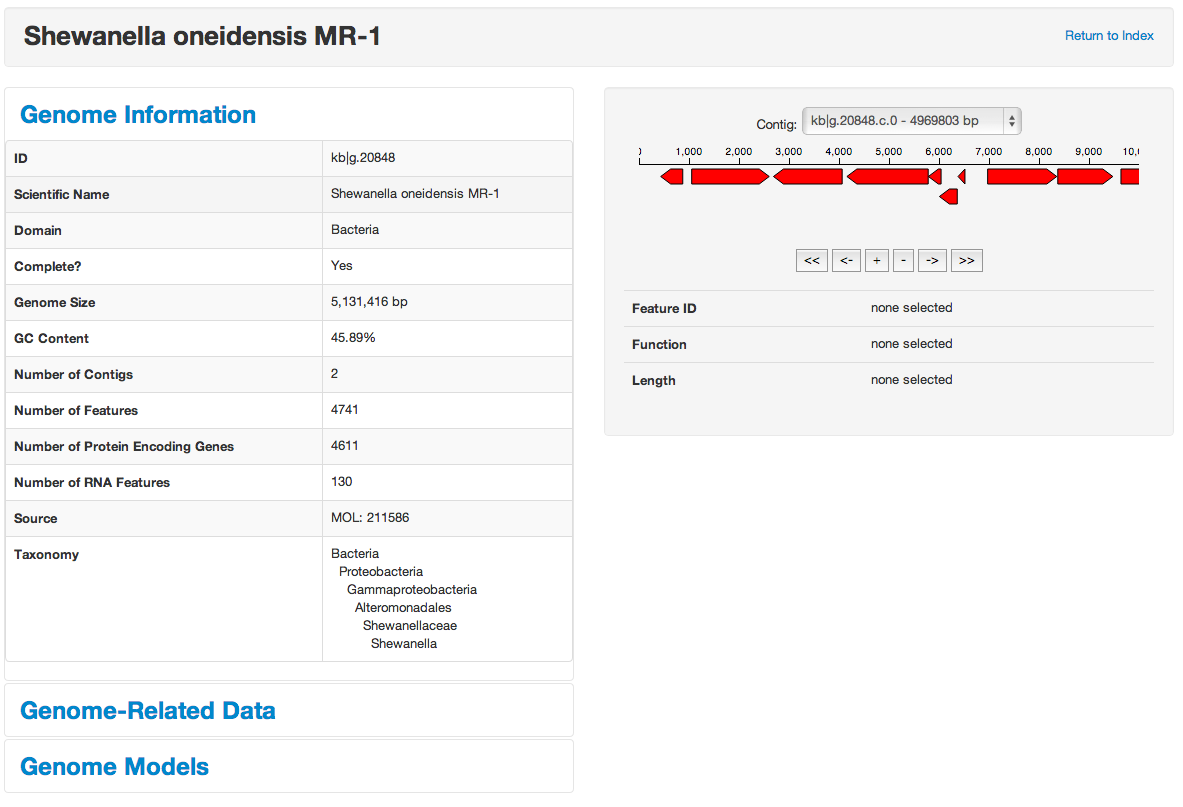 Shewanella oneidensis MR-1
Return to Index
Genome Information
ID kb|g.20848
Scientific Name Shewanella oneidensis MR-1
Domain Bacteria
Complete? Yes
Genome Size 5,131,416 bp
GC Content 45.89%
Number of Contigs 2
Number of Features 4741
Number of Protein Encoding Genes 4611
Number of RNA Features 130
Source MOL: 211586
Taxonomy Bacteria
Proteobacteria
Gammaproteobacteria
Alteromonadales
Shewanellaceae
Shewanella
Genome-Related Data
Genome Models
Contig: kb|g.20848.c.0 - 4969803 bp
1,000 2,000 3,000 4,000 5,000 6,000 7,000 8,000 9,000 10,
<< <- + - -> >>
Feature ID none selected
Function none selected
Length none selected